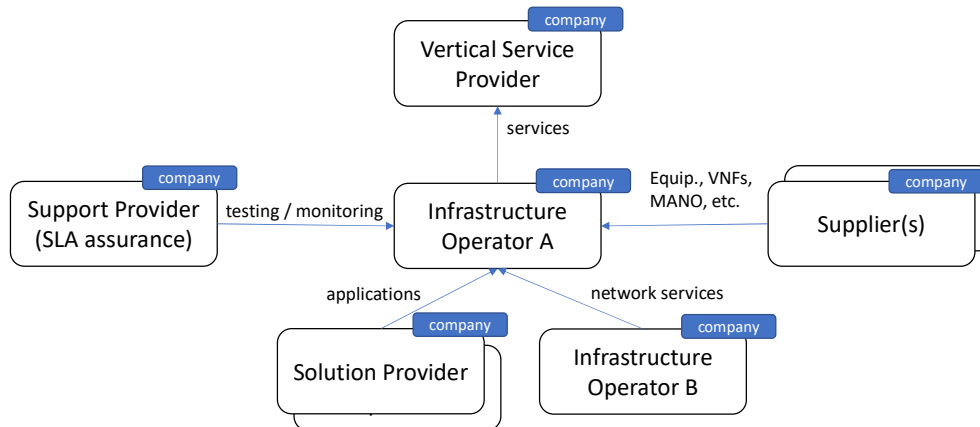 company
Vertical Service
Provider
services
company
Support Provider
(SLA assurance)
testing / monitoring
company
Infrastructure
Operator A
Equip., VNFs,
MANO, etc.
company
Supplier(s)
applications
network services
company
Solution Provider
company
Infrastructure
Operator B